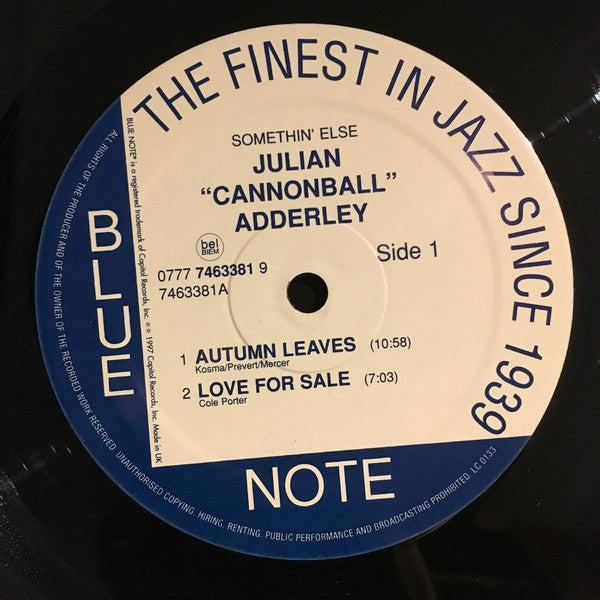 THE FINEST IN JAZZ SINCE 1939
SOMETHIN' ELSE
JULIAN
"CANNONBALL"
ADDERLEY
bel
BIEM
Side 1
0777 7463381 9
7463381A
1 AUTUMN LEAVES (10:58)
Kosma/Prevert/Mercer
2 LOVE FOR SALE (7:03)
Cole Porter
BLUE
NOTE
BLUE NOTE® is a registered trademark of Capitol Records, Inc. ℗© 1997 Capitol Records, Inc. Made in UK
ALL RIGHTS OF THE PRODUCER AND OF THE OWNER OF THE RECORDED WORK RESERVED. UNAUTHORISED COPYING, HIRING, RENTING, PUBLIC PERFORMANCE AND BROADCASTING PROHIBITED LC 0133